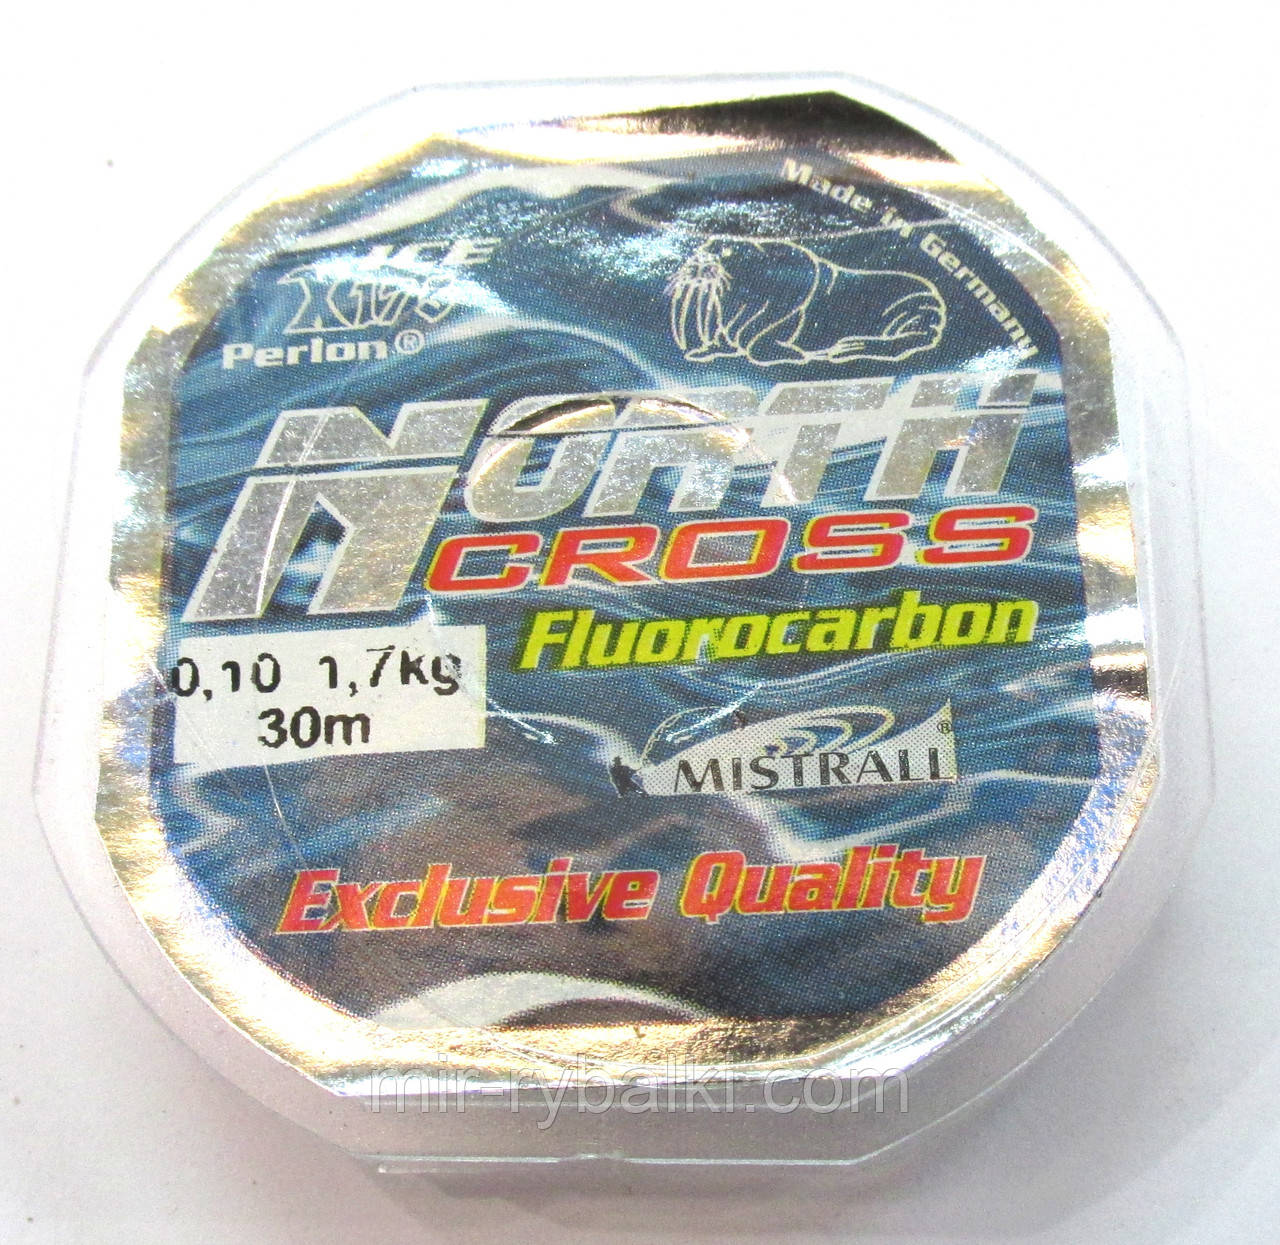 ICE
Perlon®
Made in Germany
NORTH
CROSS
Fluorocarbon
0,10 1,7kg
30m
MISTRALL®
Exclusive Quality
mir-rybalki.com